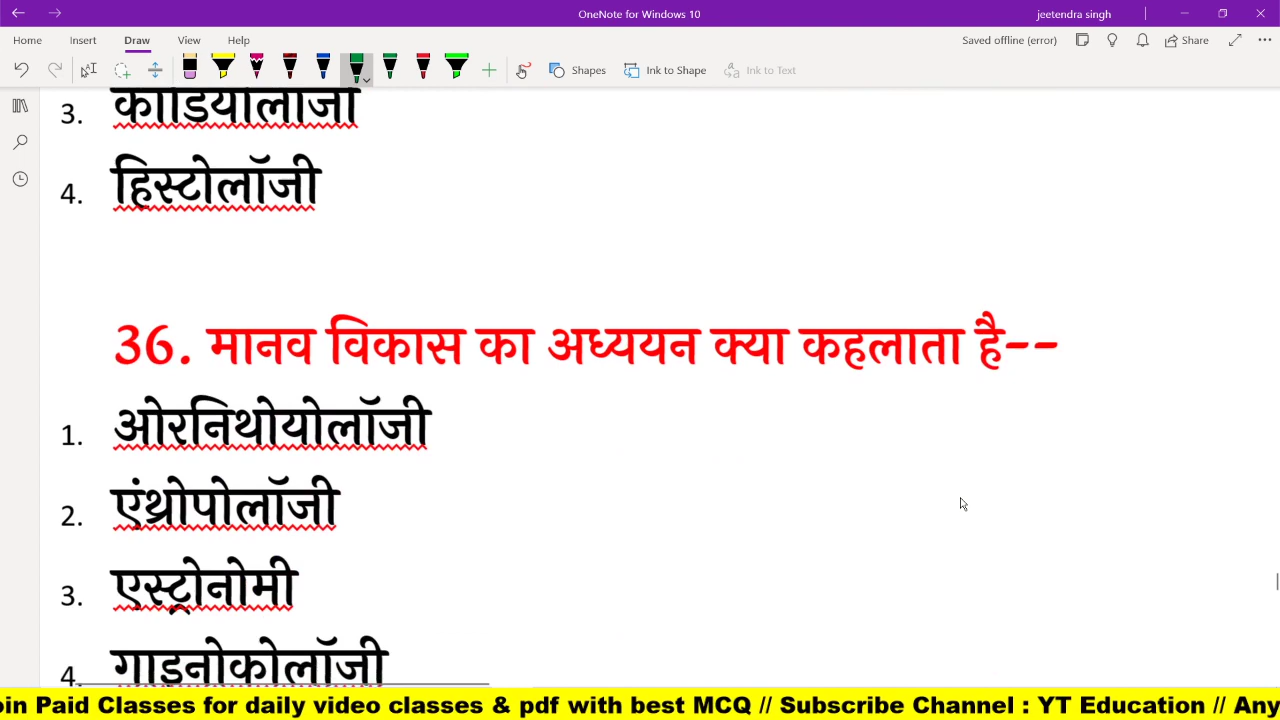 OneNote for Windows 10
jeetendra singh
Home Insert Draw View Help
Saved offline (error) Share
Shapes Ink to Shape Ink to Text
3. कार्डियोलॉजी
4. हिस्टोलॉजी
36. मानव विकास का अध्ययन क्या कहलाता है--
1. ओरनिथोयोलॉजी
2. एंथ्रोपोलॉजी
3. एस्ट्रोनोमी
4. गाइनोकोलॉजी
Paid Classes for daily video classes & pdf with best MCQ // Subscribe Channel : YT Education // Any